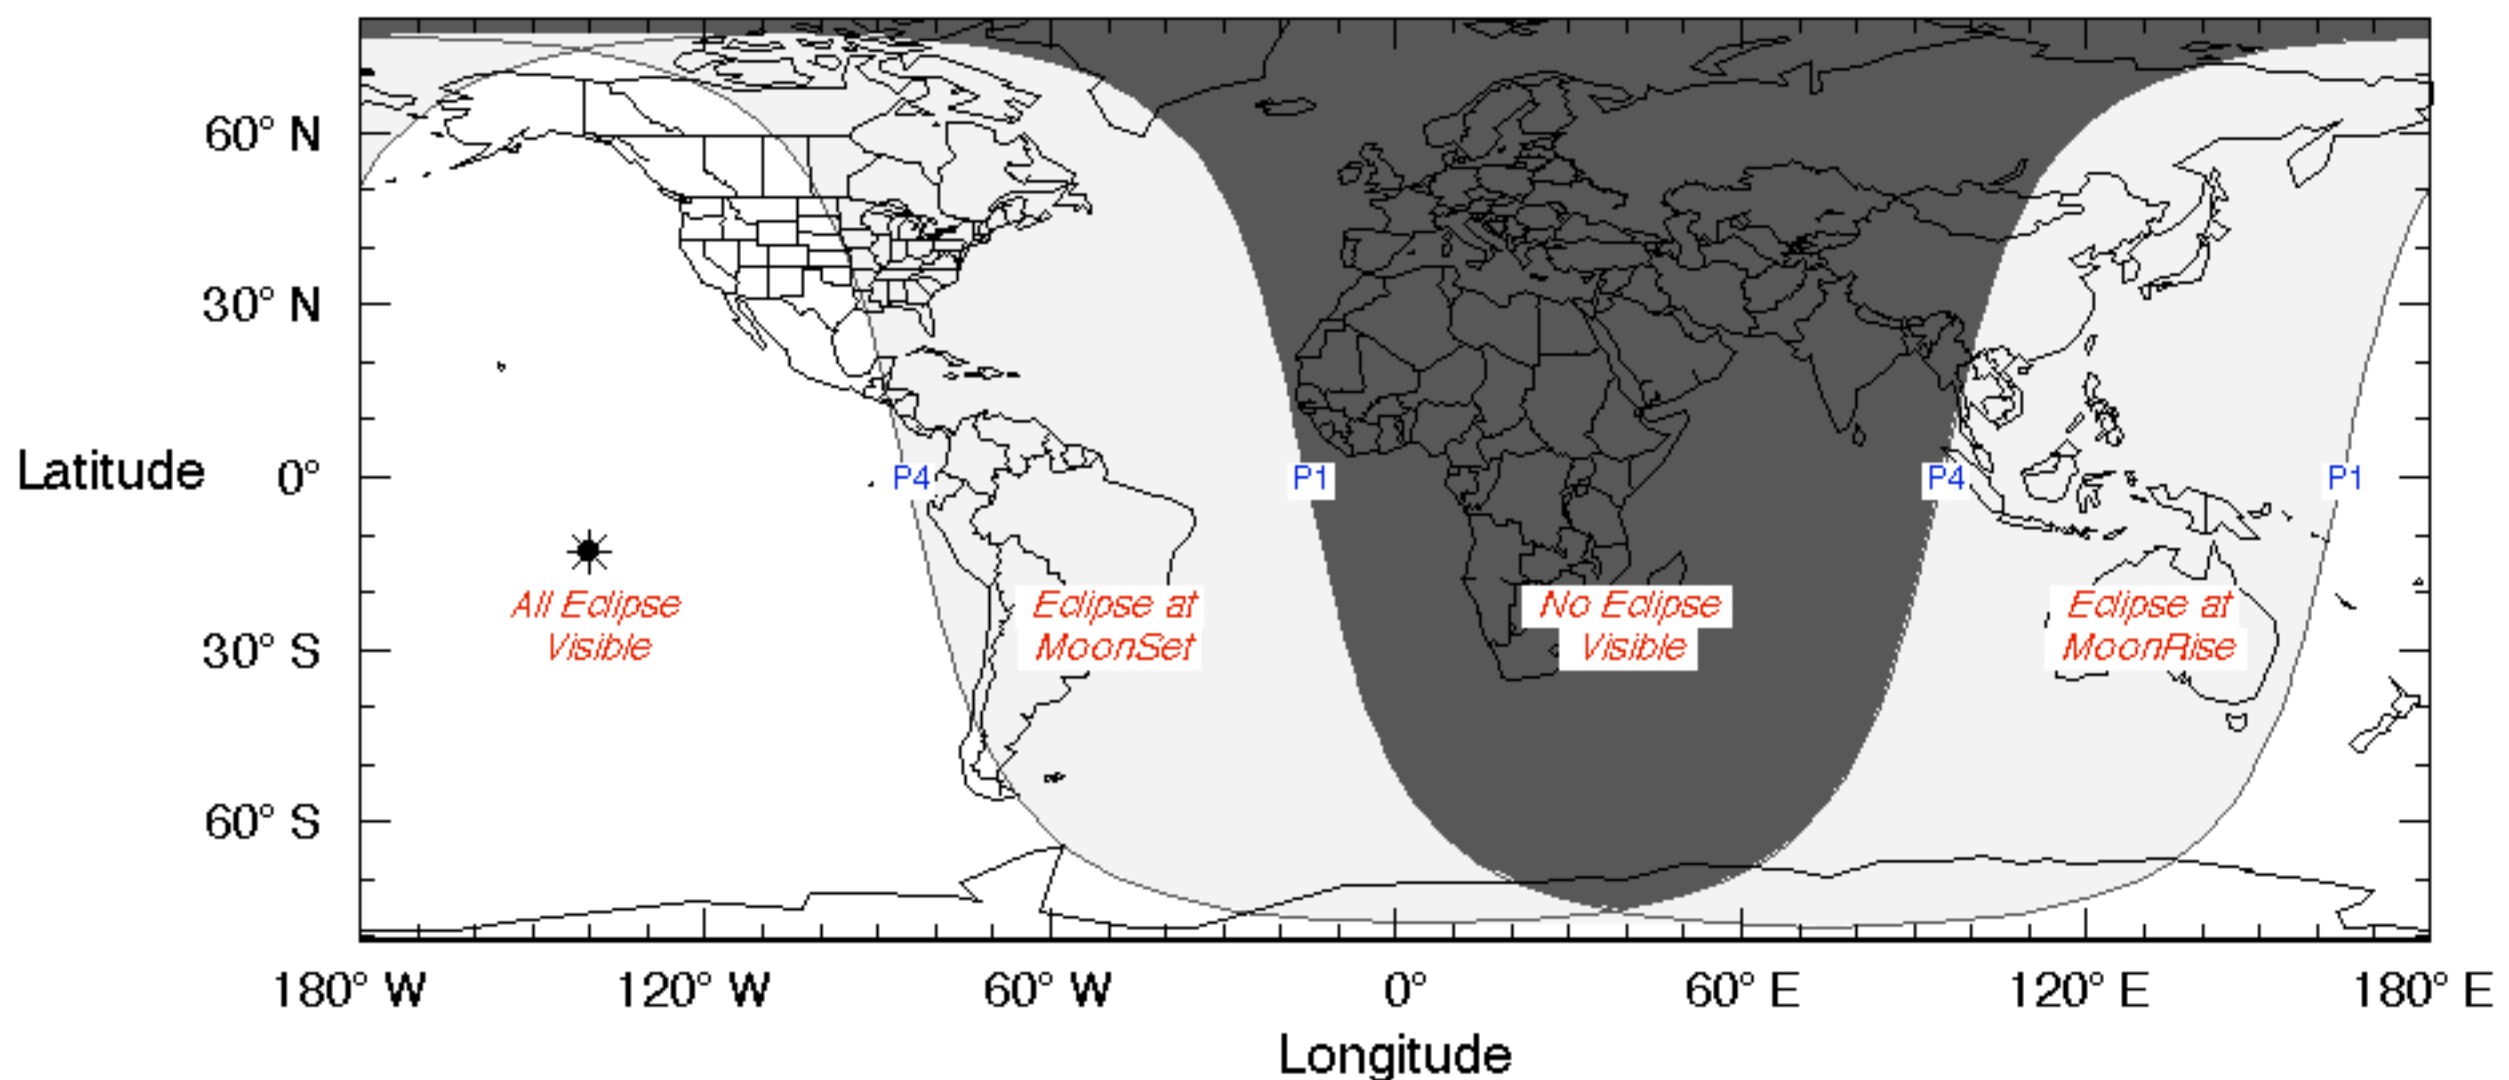 60° N
30° N
Latitude 0°
P4 P1 P4 P1
All Eclipse
Visible
Eclipse at
MoonSet
No Eclipse
Visible
Eclipse at
MoonRise
30° S
60° S
180° W 120° W 60° W 0° 60° E 120° E 180° E
Longitude